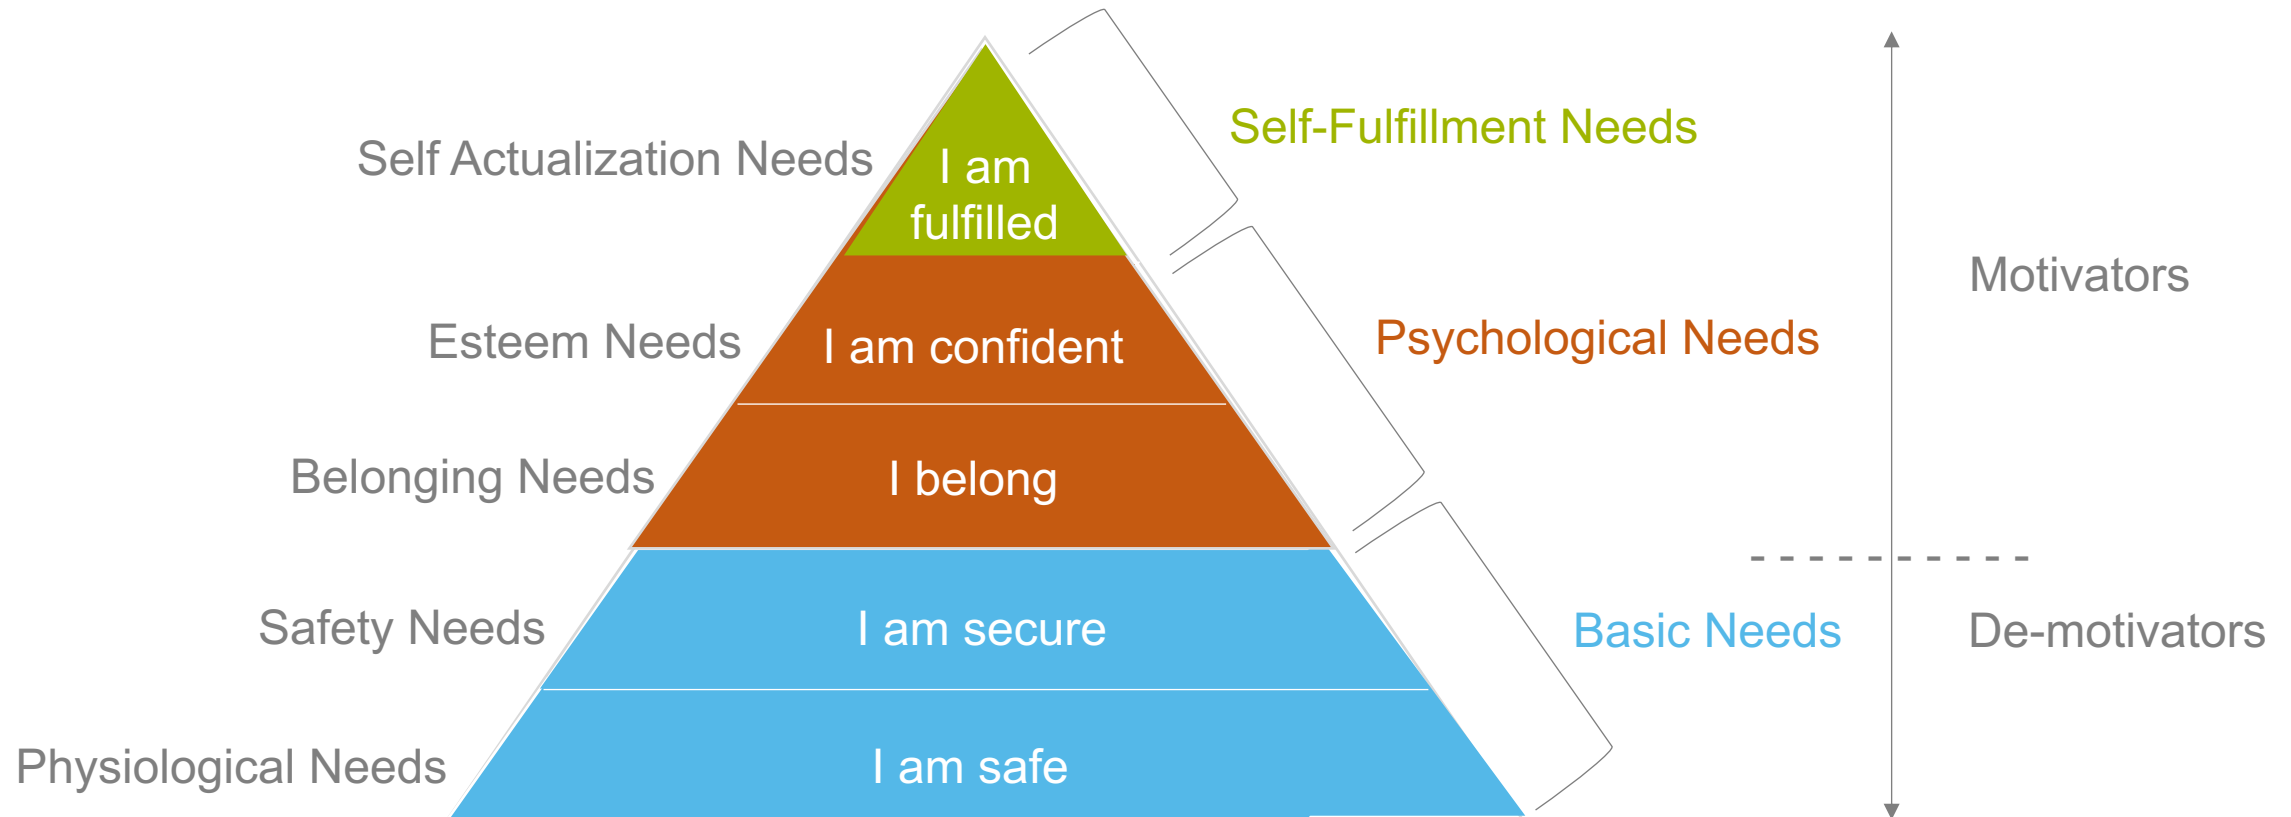 Self-Fulfillment Needs
Self Actualization Needs
I am
fulfilled
Motivators
Esteem Needs
I am confident
Psychological Needs
Belonging Needs
I belong
Safety Needs
I am secure
Basic Needs
De-motivators
Physiological Needs
I am safe